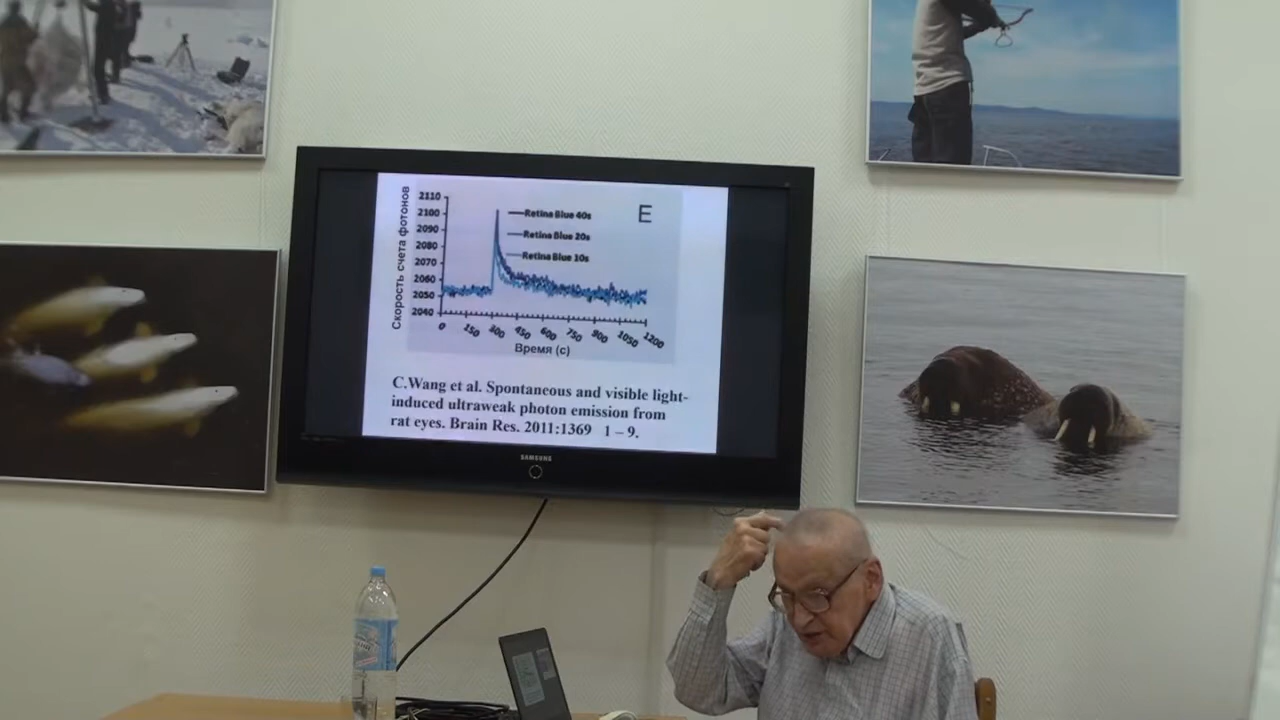 Скорость счета фотонов
2110
2100
2090
2080
2070
2060
2050
2040
Retina Blue 40s
Retina Blue 20s
Retina Blue 10s
E
0 150 300 450 600 750 900 1050 1200
Время (с)
C.Wang et al. Spontaneous and visible light-
induced ultraweak photon emission from
rat eyes. Brain Res. 2011:1369 1 – 9.
SAMSUNG